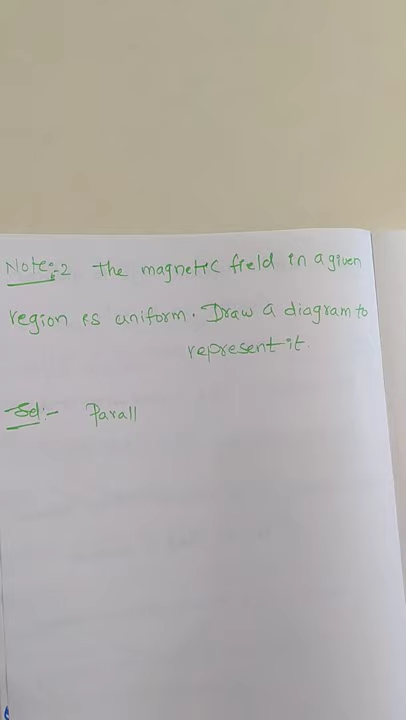 Note:-2 The magnetic field in a given
region is uniform. Draw a diagram to
represent it.
Sol:- Parall